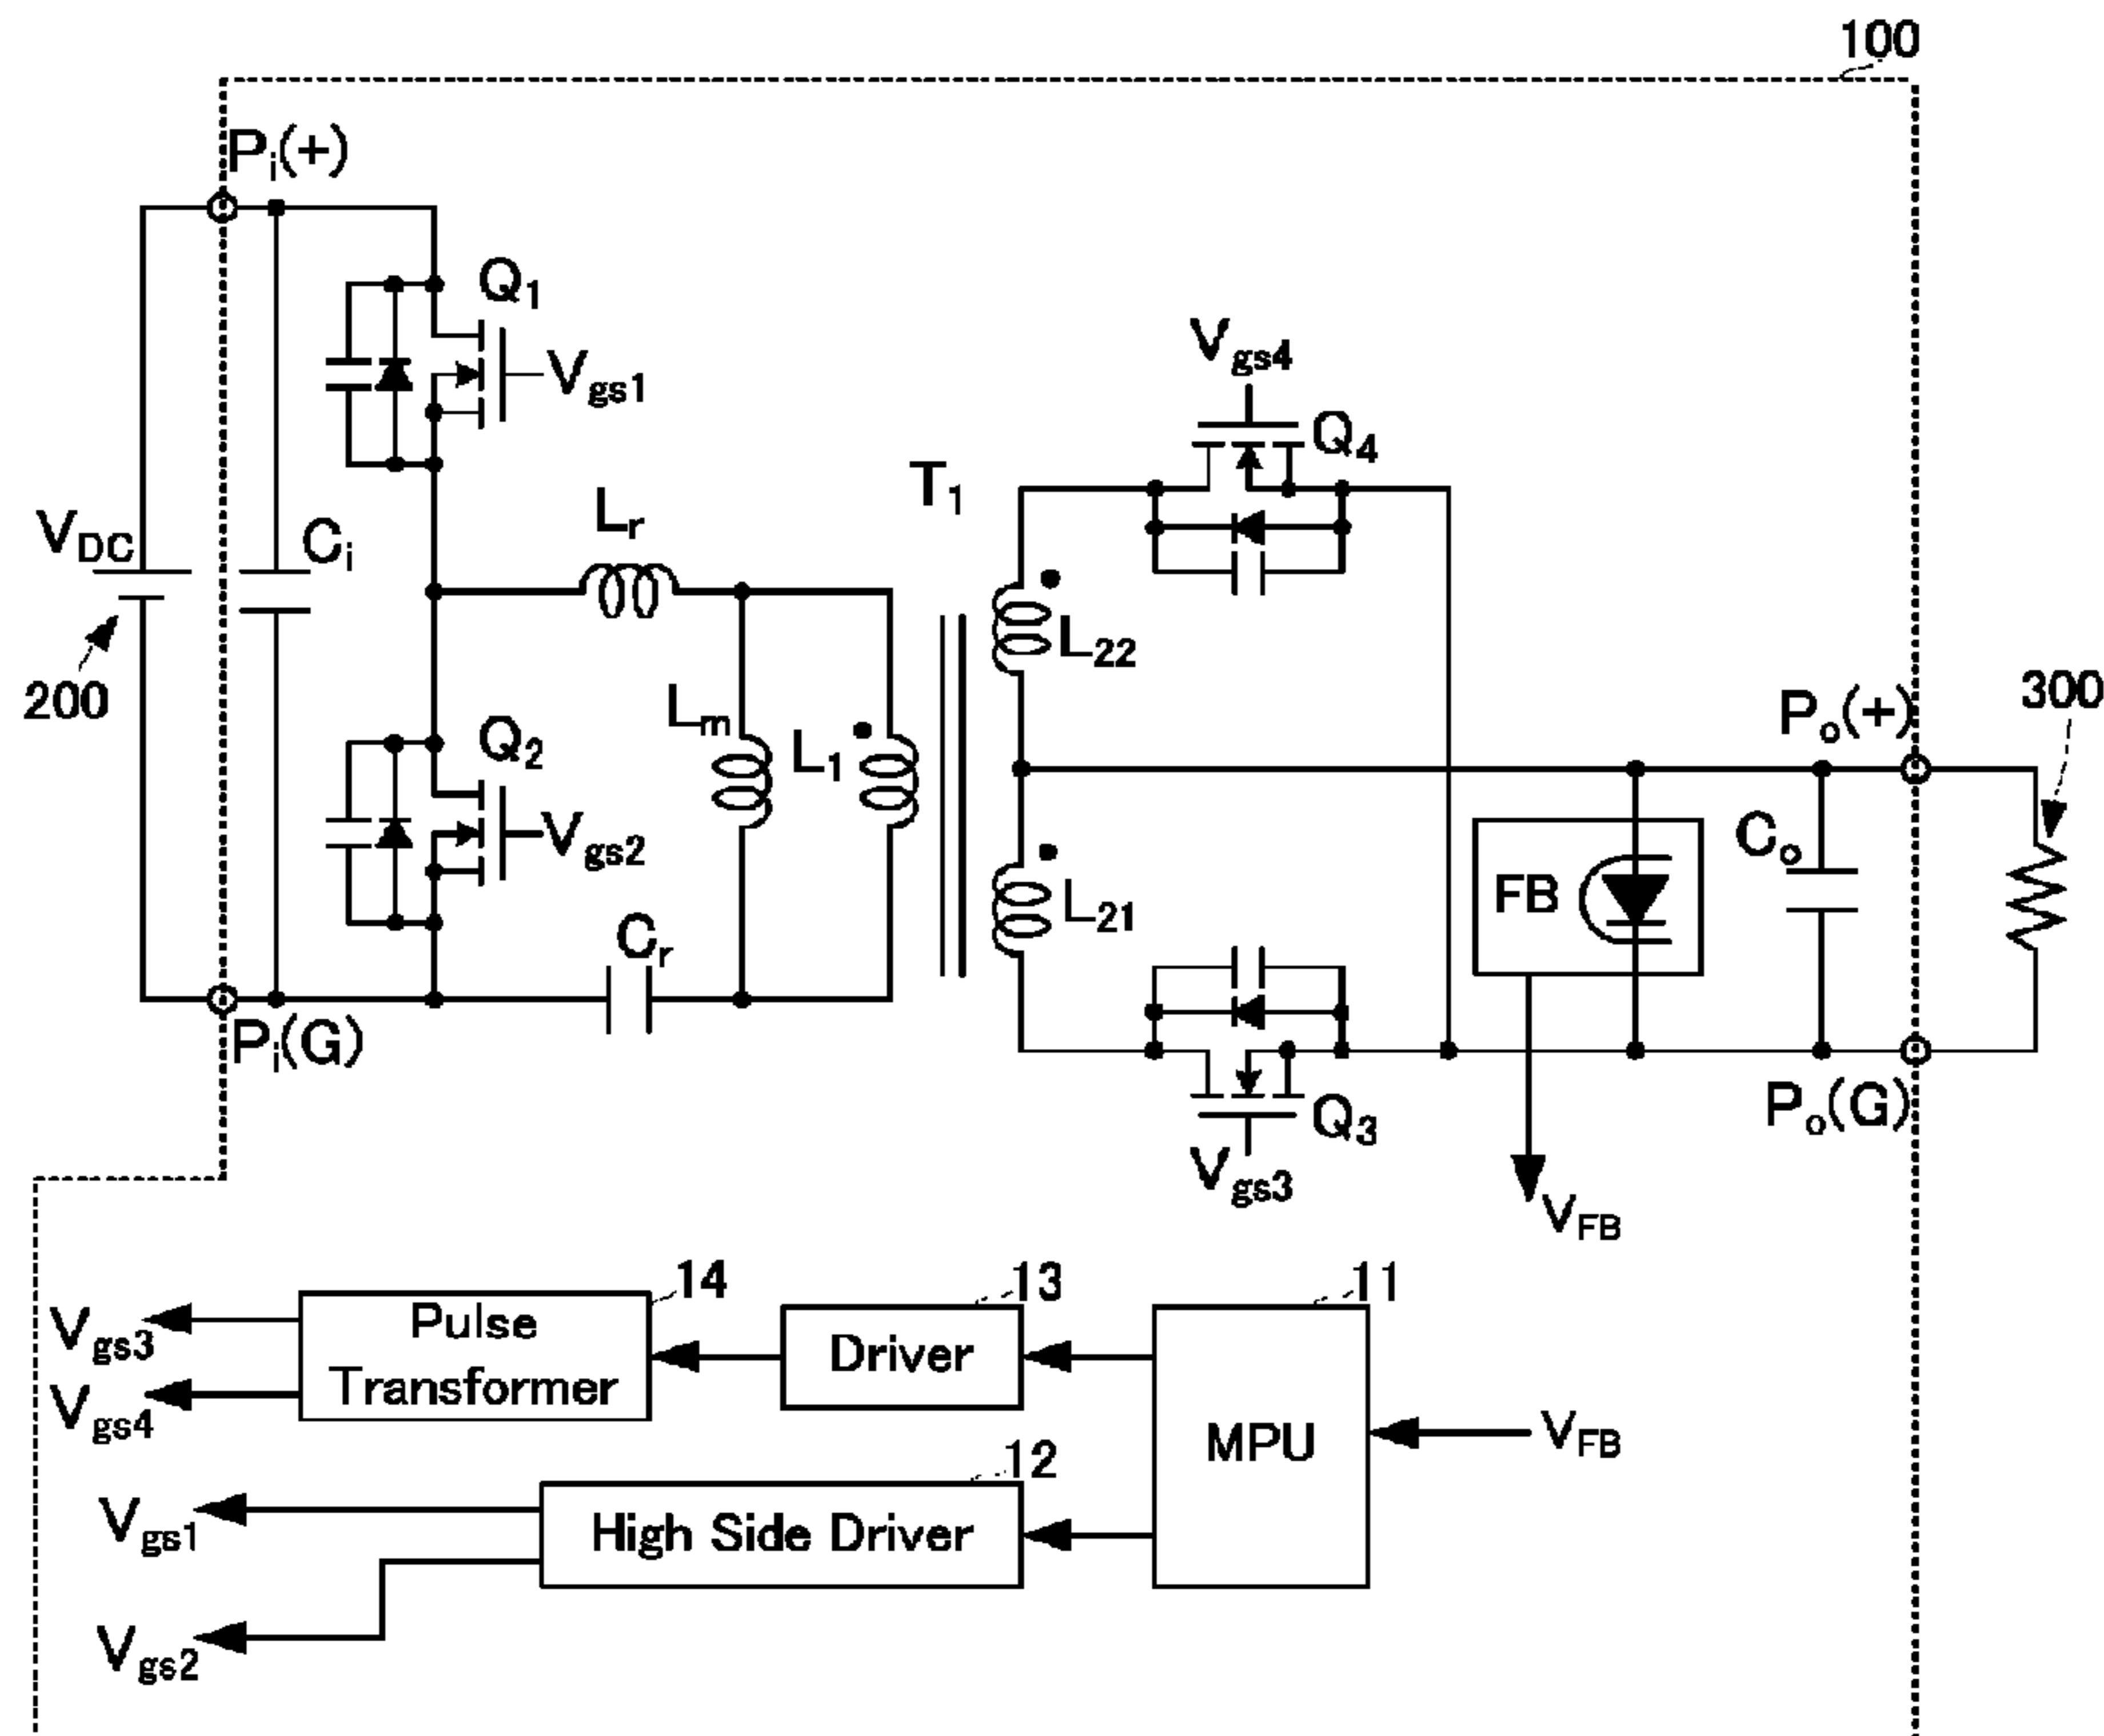 100
Pi(+)
Q1
Vgs1
Vgs4
Q4
T1
Lr
VDC
Ci
L22
200
Lm
L1
Q2
Vgs2
Po(+)
300
Co
FB
L21
Cr
Pi(G)
Po(G)
Q3
Vgs3
VFB
14
13
11
Vgs3
Pulse
Transformer
Driver
Vgs4
MPU
VFB
12
Vgs1
High Side Driver
Vgs2